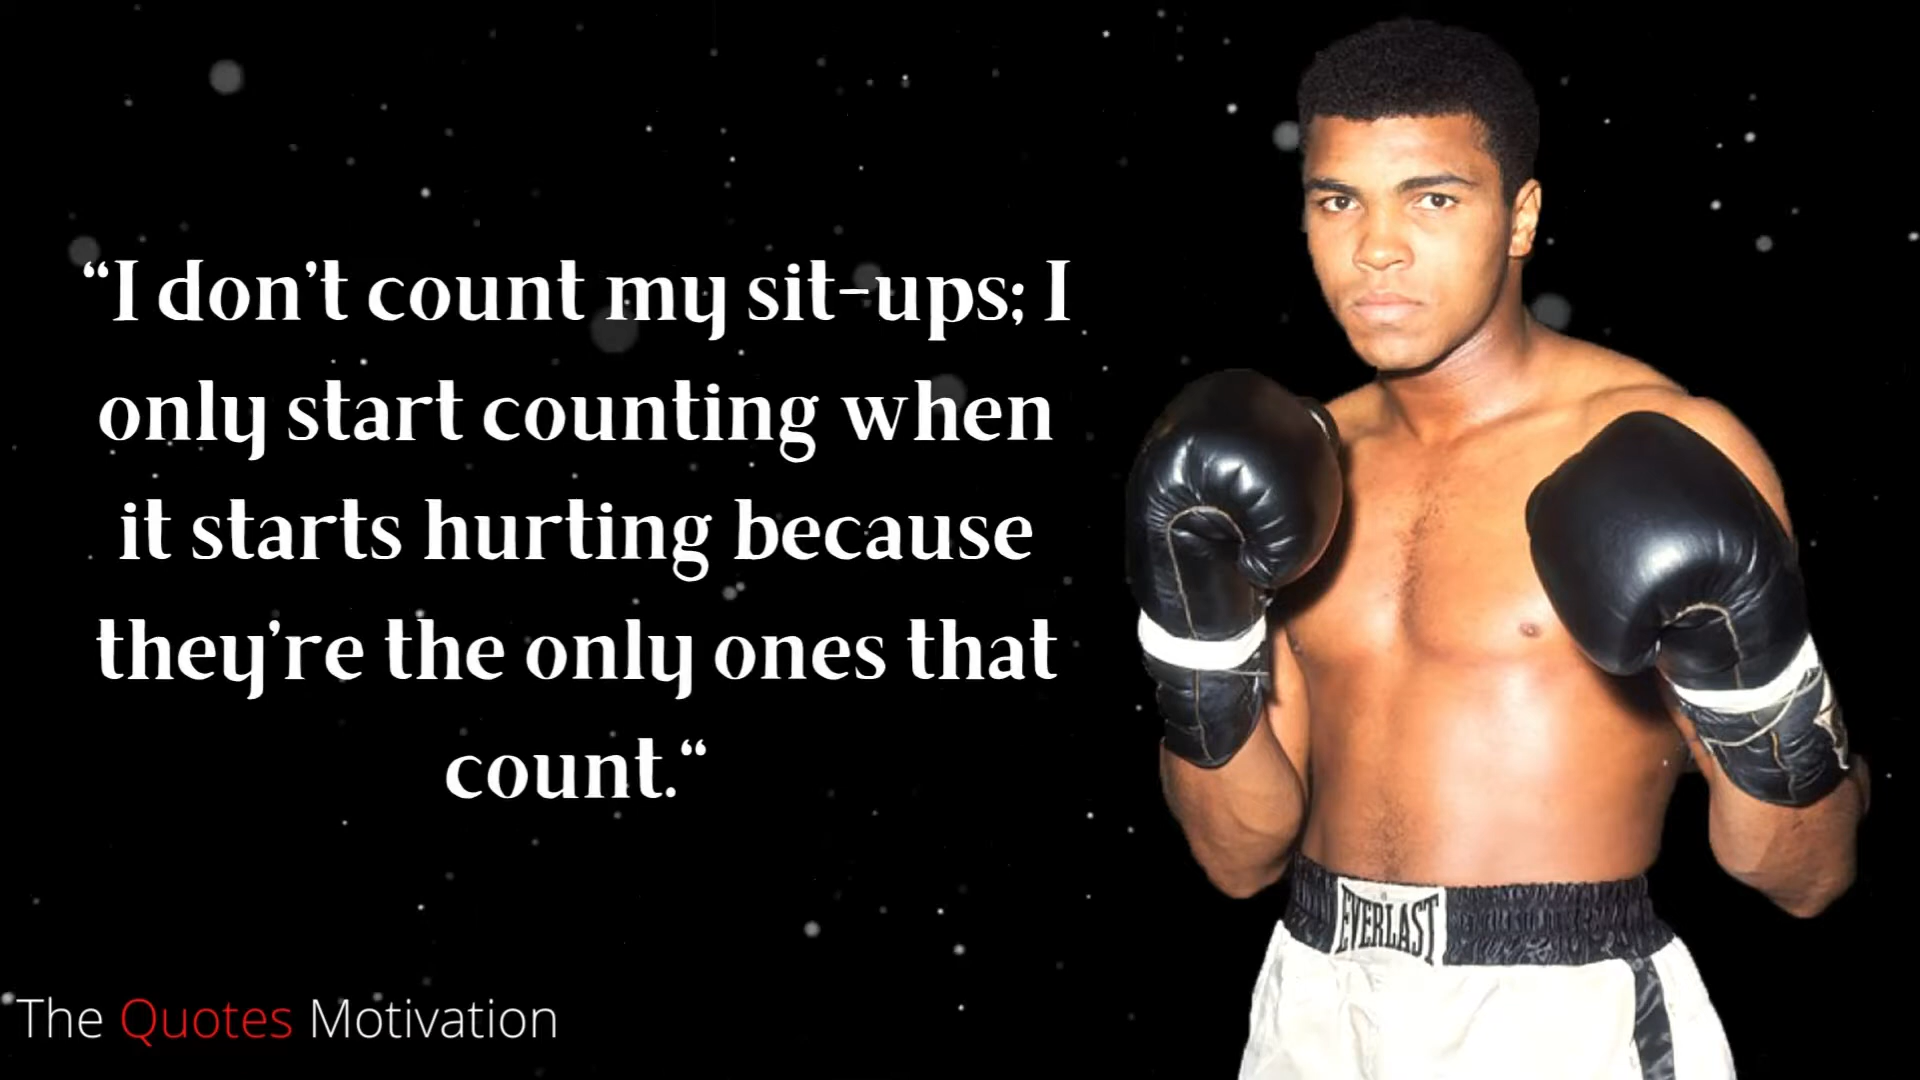 “I don’t count my sit-ups; I
only start counting when
it starts hurting because
they’re the only ones that
count.“
EVERLAST
The Quotes Motivation